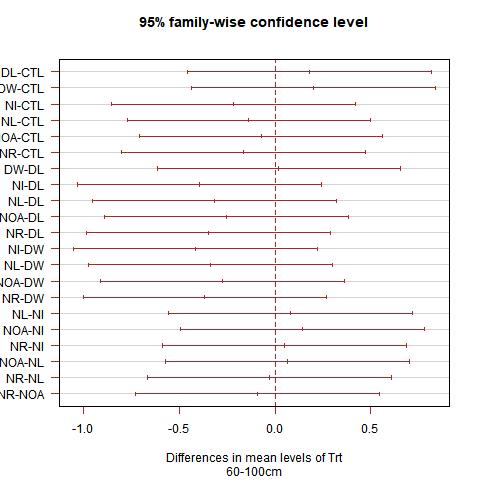 95% family-wise confidence level
DL-CTL
DW-CTL
NI-CTL
NL-CTL
NOA-CTL
NR-CTL
DW-DL
NI-DL
NL-DL
NOA-DL
NR-DL
NI-DW
NL-DW
NOA-DW
NR-DW
NL-NI
NOA-NI
NR-NI
NOA-NL
NR-NL
NR-NOA
-1.0 -0.5 0.0 0.5
Differences in mean levels of Trt
60-100cm